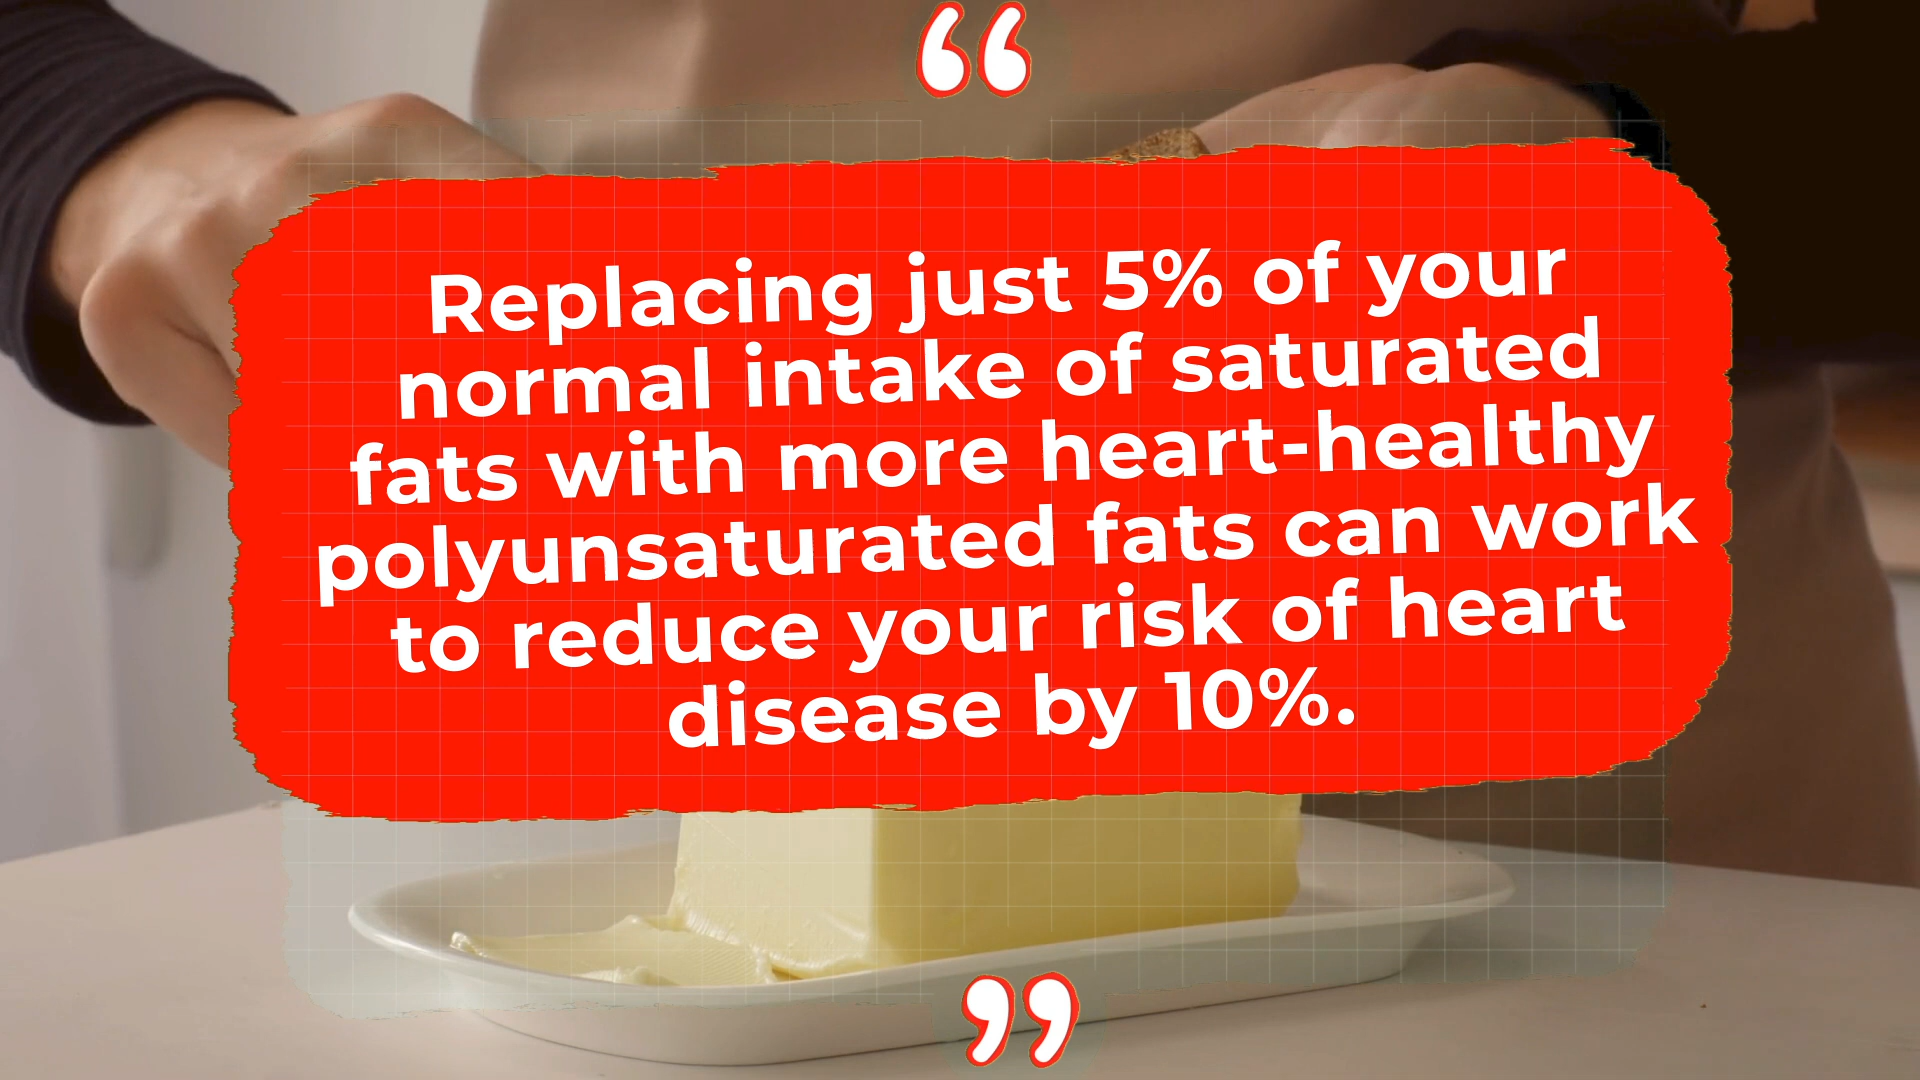 “
Replacing just 5% of your
normal intake of saturated
fats with more heart-healthy
polyunsaturated fats can work
to reduce your risk of heart
disease by 10%.
”